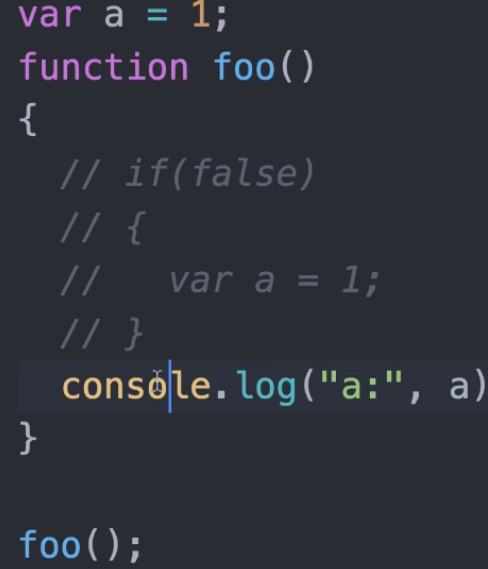 var a = 1;
function foo()
{
  // if(false)
  // {
  //   var a = 1;
  // }
  console.log("a:", a)
}
foo();